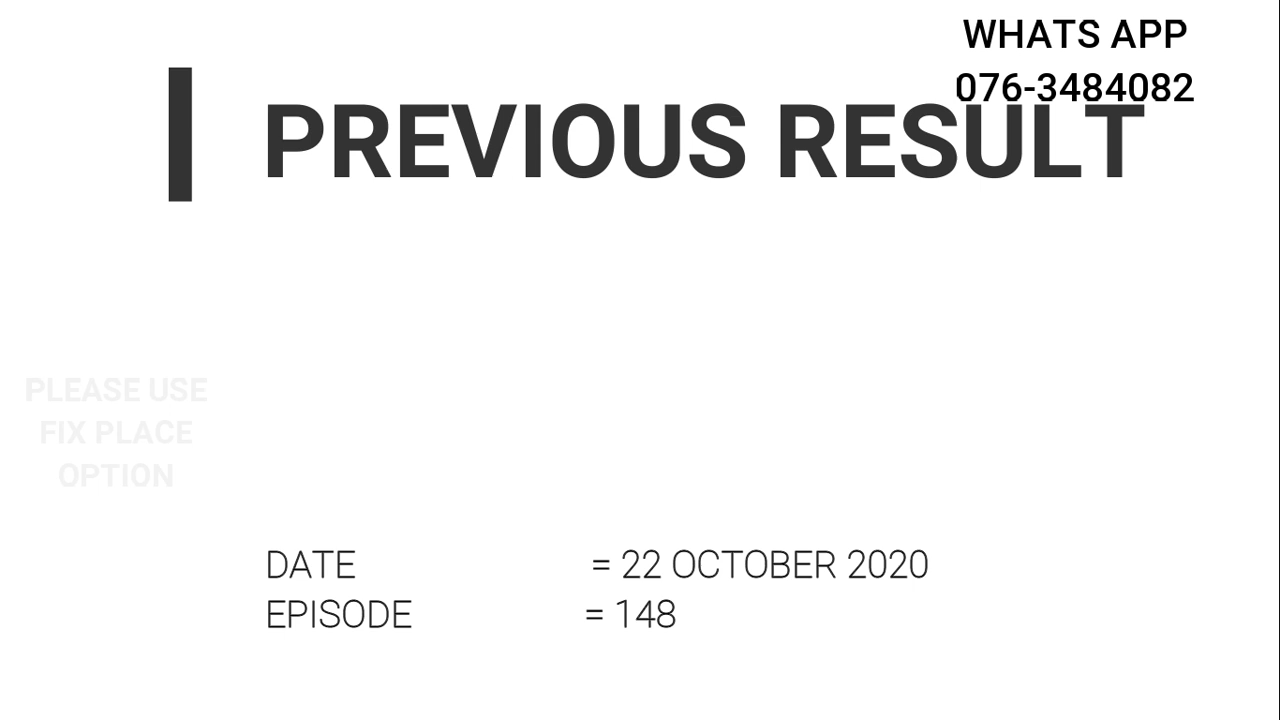 WHATS APP
076-3484082
PREVIOUS RESULT
PLEASE USE
FIX PLACE
OPTION
DATE = 22 OCTOBER 2020
EPISODE = 148